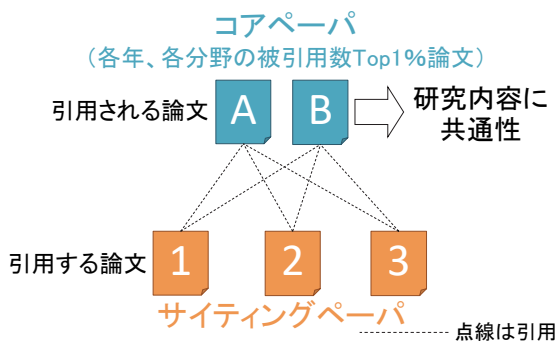 コアペーパ
（各年、各分野の被引用数Top1%論文）
引用される論文
A
B
研究内容に
共通性
引用する論文
1
2
3
サイティングペーパ
点線は引用